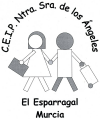 C.E.I.P. Ntra. Sra. de los Ángeles
El Esparragal
Murcia